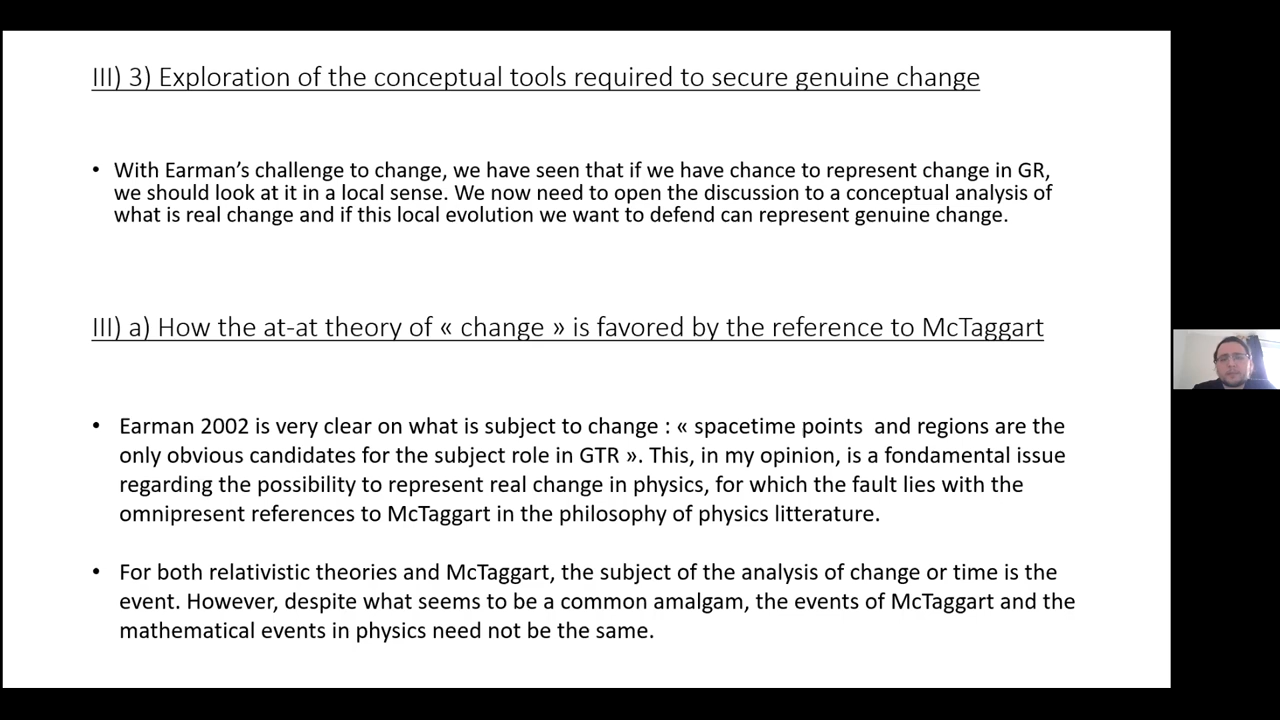 III) 3) Exploration of the conceptual tools required to secure genuine change
• With Earman's challenge to change, we have seen that if we have chance to represent change in GR,
we should look at it in a local sense. We now need to open the discussion to a conceptual analysis of
what is real change and if this local evolution we want to defend can represent genuine change.
III) a) How the at-at theory of « change » is favored by the reference to McTaggart
• Earman 2002 is very clear on what is subject to change : « spacetime points and regions are the
only obvious candidates for the subject role in GTR ». This, in my opinion, is a fondamental issue
regarding the possibility to represent real change in physics, for which the fault lies with the
omnipresent references to McTaggart in the philosophy of physics litterature.
• For both relativistic theories and McTaggart, the subject of the analysis of change or time is the
event. However, despite what seems to be a common amalgam, the events of McTaggart and the
mathematical events in physics need not be the same.